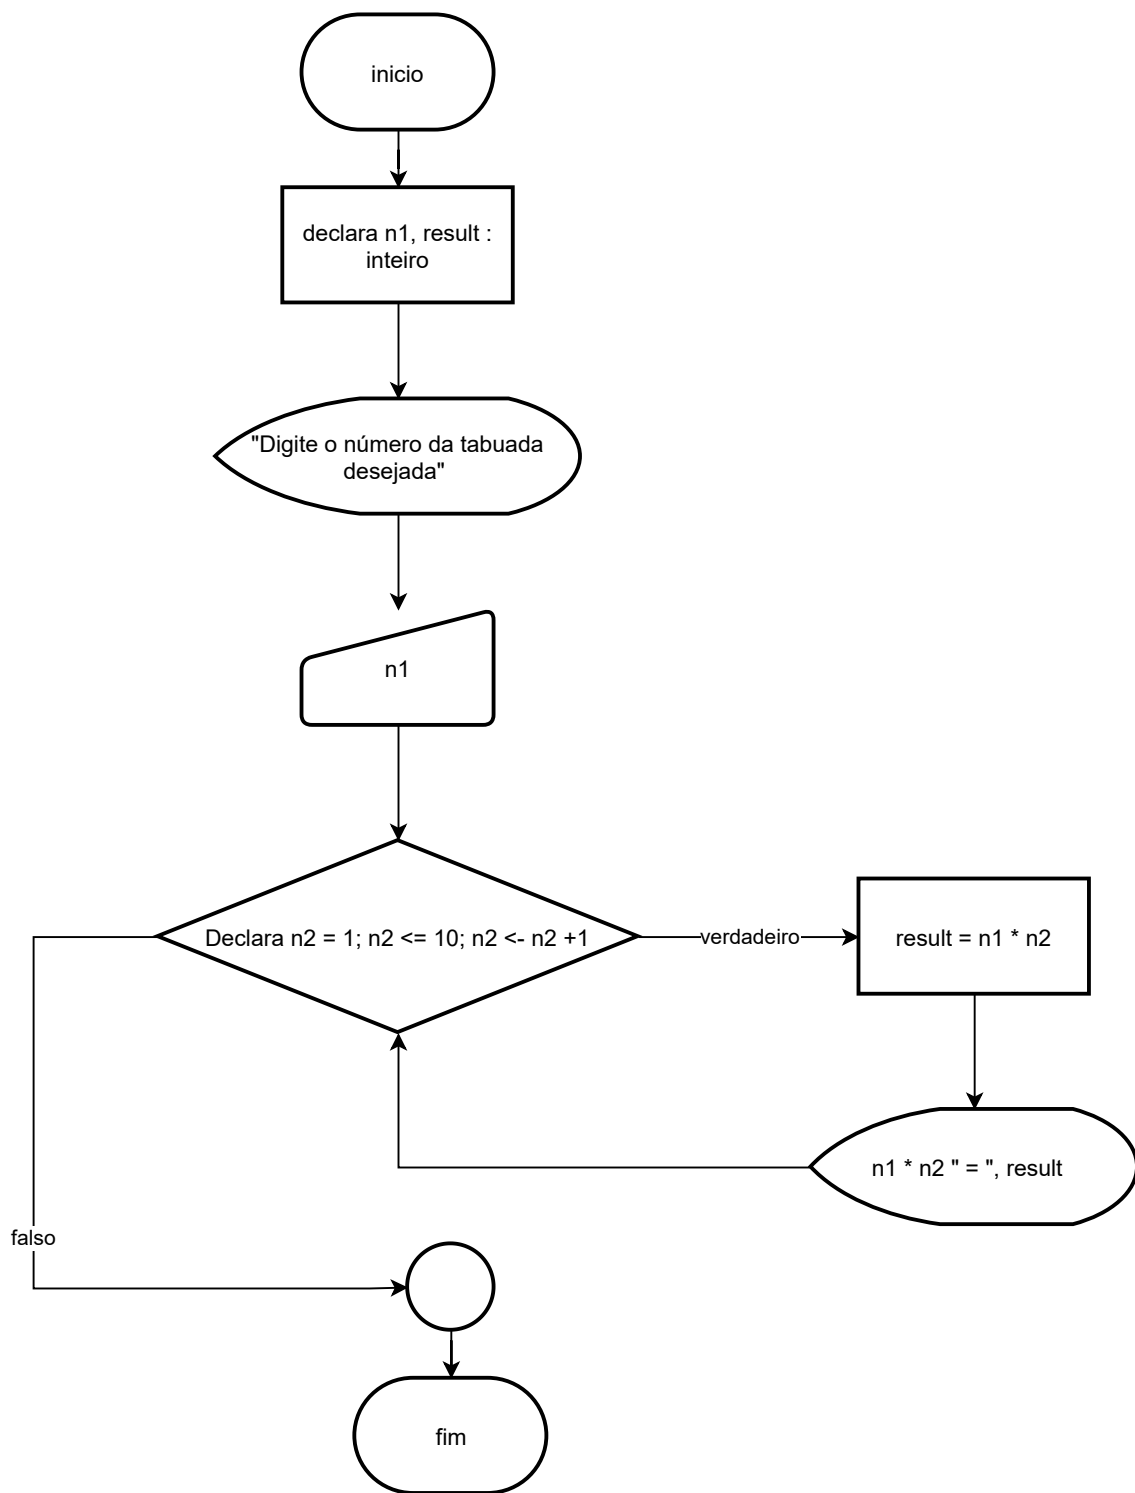 inicio
declara n1, result :
inteiro
"Digite o número da tabuada
desejada"
n1
Declara n2 = 1; n2 <= 10; n2 <- n2 +1
verdadeiro
result = n1 * n2
n1 * n2 " = ", result
falso
fim